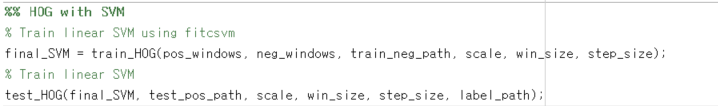 %% HOG with SVM
% Train linear SVM using fitcsvm
final_SVM = train_HOG(pos_windows, neg_windows, train_neg_path, scale, win_size, step_size);
% Train linear SVM
test_HOG(final_SVM, test_pos_path, scale, win_size, step_size, label_path);